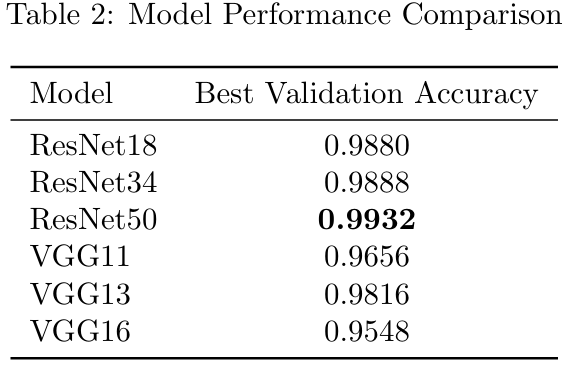 Table 2: Model Performance Comparison
Model Best Validation Accuracy
ResNet18 0.9880
ResNet34 0.9888
ResNet50 0.9932
VGG11 0.9656
VGG13 0.9816
VGG16 0.9548